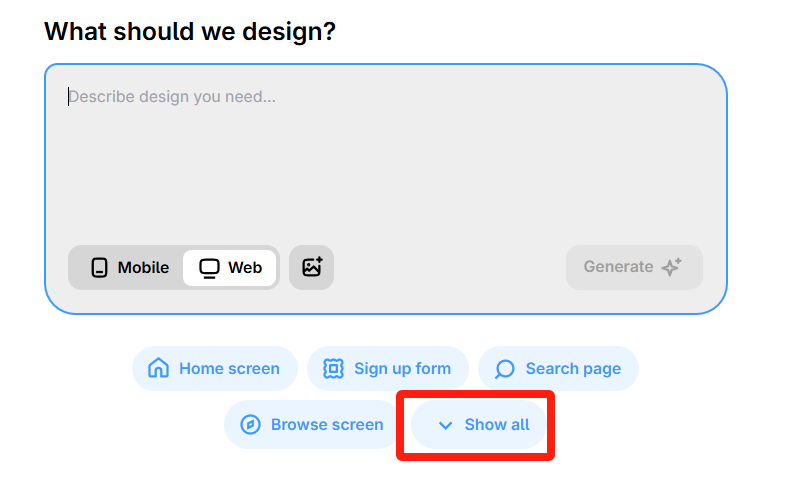 What should we design?
Describe design you need...
Mobile Web Generate
Home screen Sign up form Search page
Browse screen Show all